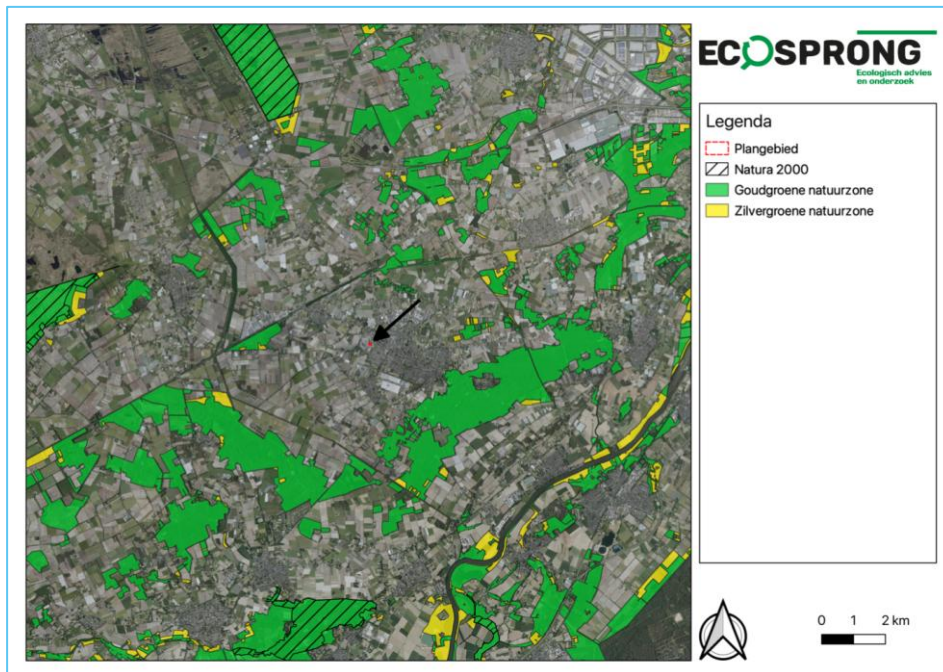 ECOSPRONG
Ecologisch advies
en onderzoek
Legenda
Plangebied
Natura 2000
Goudgroene natuurzone
Zilvergroene natuurzone
0 1 2 km